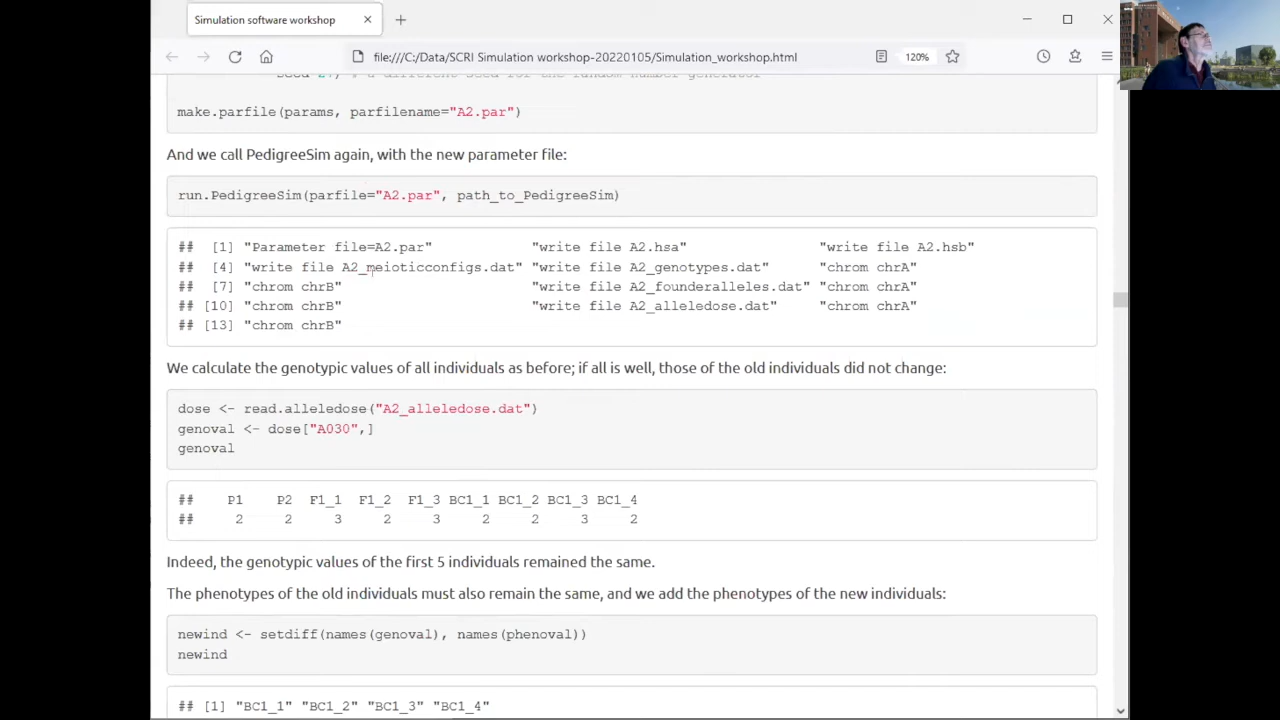 Simulation software workshop
file:///C:/Data/SCRI Simulation workshop-20220105/Simulation_workshop.html
120%
make.parfile(params, parfilename="A2.par")
And we call PedigreeSim again, with the new parameter file:
run.PedigreeSim(parfile="A2.par", path_to_PedigreeSim)
## [1] "Parameter file=A2.par" "write file A2.hsa" "write file A2.hsb"
## [4] "write file A2_meioticconfigs.dat" "write file A2_genotypes.dat" "chrom chrA"
## [7] "chrom chrB" "write file A2_founderalleles.dat" "chrom chrA"
## [10] "chrom chrB" "write file A2_alleledose.dat" "chrom chrA"
## [13] "chrom chrB"
We calculate the genotypic values of all individuals as before; if all is well, those of the old individuals did not change:
dose <- read.alleledose("A2_alleledose.dat")
genoval <- dose["A030",]
genoval
## P1 P2 F1_1 F1_2 F1_3 BC1_1 BC1_2 BC1_3 BC1_4
## 2 2 3 2 3 2 2 3 2
Indeed, the genotypic values of the first 5 individuals remained the same.
The phenotypes of the old individuals must also remain the same, and we add the phenotypes of the new individuals:
newind <- setdiff(names(genoval), names(phenoval))
newind
## [1] "BC1_1" "BC1_2" "BC1_3" "BC1_4"